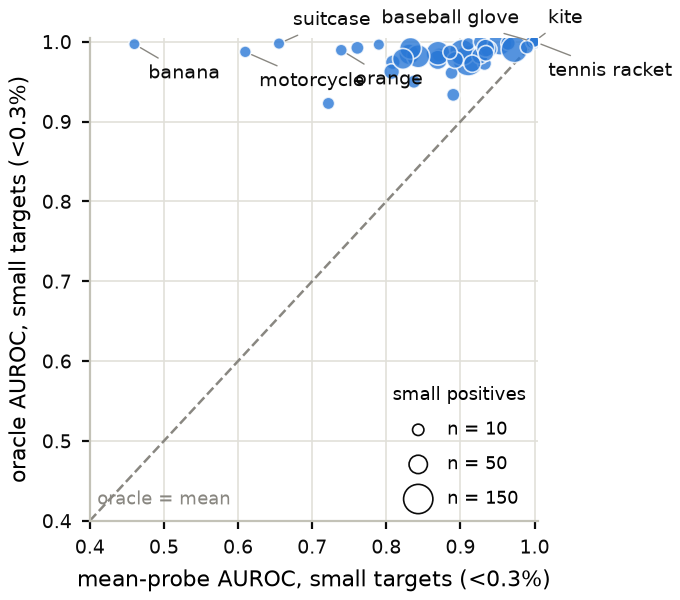 suitcase
baseball glove
kite
banana
motorcycle
orange
tennis racket
1.0
0.9
0.8
0.7
0.6
0.5
0.4
oracle AUROC, small targets (<0.3%)
small positives
n = 10
n = 50
n = 150
oracle = mean
0.4 0.5 0.6 0.7 0.8 0.9 1.0
mean-probe AUROC, small targets (<0.3%)